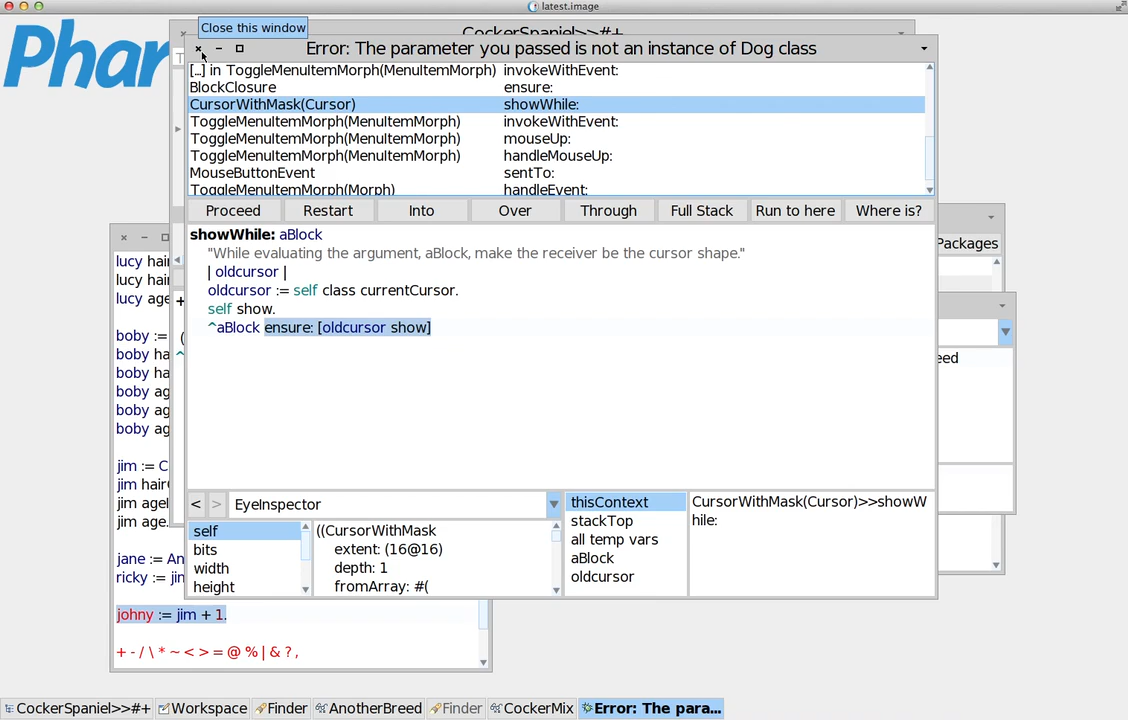 latest.image
Phar
Close this window
CockerSpaniel>>#+
Error: The parameter you passed is not an instance of Dog class
[...] in ToggleMenuItemMorph(MenuItemMorph) invokeWithEvent:
BlockClosure ensure:
CursorWithMask(Cursor) showWhile:
ToggleMenuItemMorph(MenuItemMorph) invokeWithEvent:
ToggleMenuItemMorph(MenuItemMorph) mouseUp:
ToggleMenuItemMorph(MenuItemMorph) handleMouseUp:
MouseButtonEvent sentTo:
ToggleMenuItemMorph(Morph) handleEvent:
Proceed Restart Into Over Through Full Stack Run to here Where is?
showWhile: aBlock
"While evaluating the argument, aBlock, make the receiver be the cursor shape."
| oldcursor |
oldcursor := self class currentCursor.
self show.
^aBlock ensure: [oldcursor show]
Packages
eed
lucy hair
lucy hair
lucy age
boby :=
boby ha
boby ha
boby ag
boby ag
boby ag
jim := C
jim hair
jim age
jim age
jane := An
ricky := jim
johny := jim + 1.
+ - / \ * ~ < > = @ % | & ? ,
< > EyeInspector
self
bits
width
height
((CursorWithMask
extent: (16@16)
depth: 1
fromArray: #(
thisContext
stackTop
all temp vars
aBlock
oldcursor
CursorWithMask(Cursor)>>showW
hile:
CockerSpaniel>>#+ Workspace Finder AnotherBreed Finder CockerMix Error: The para...